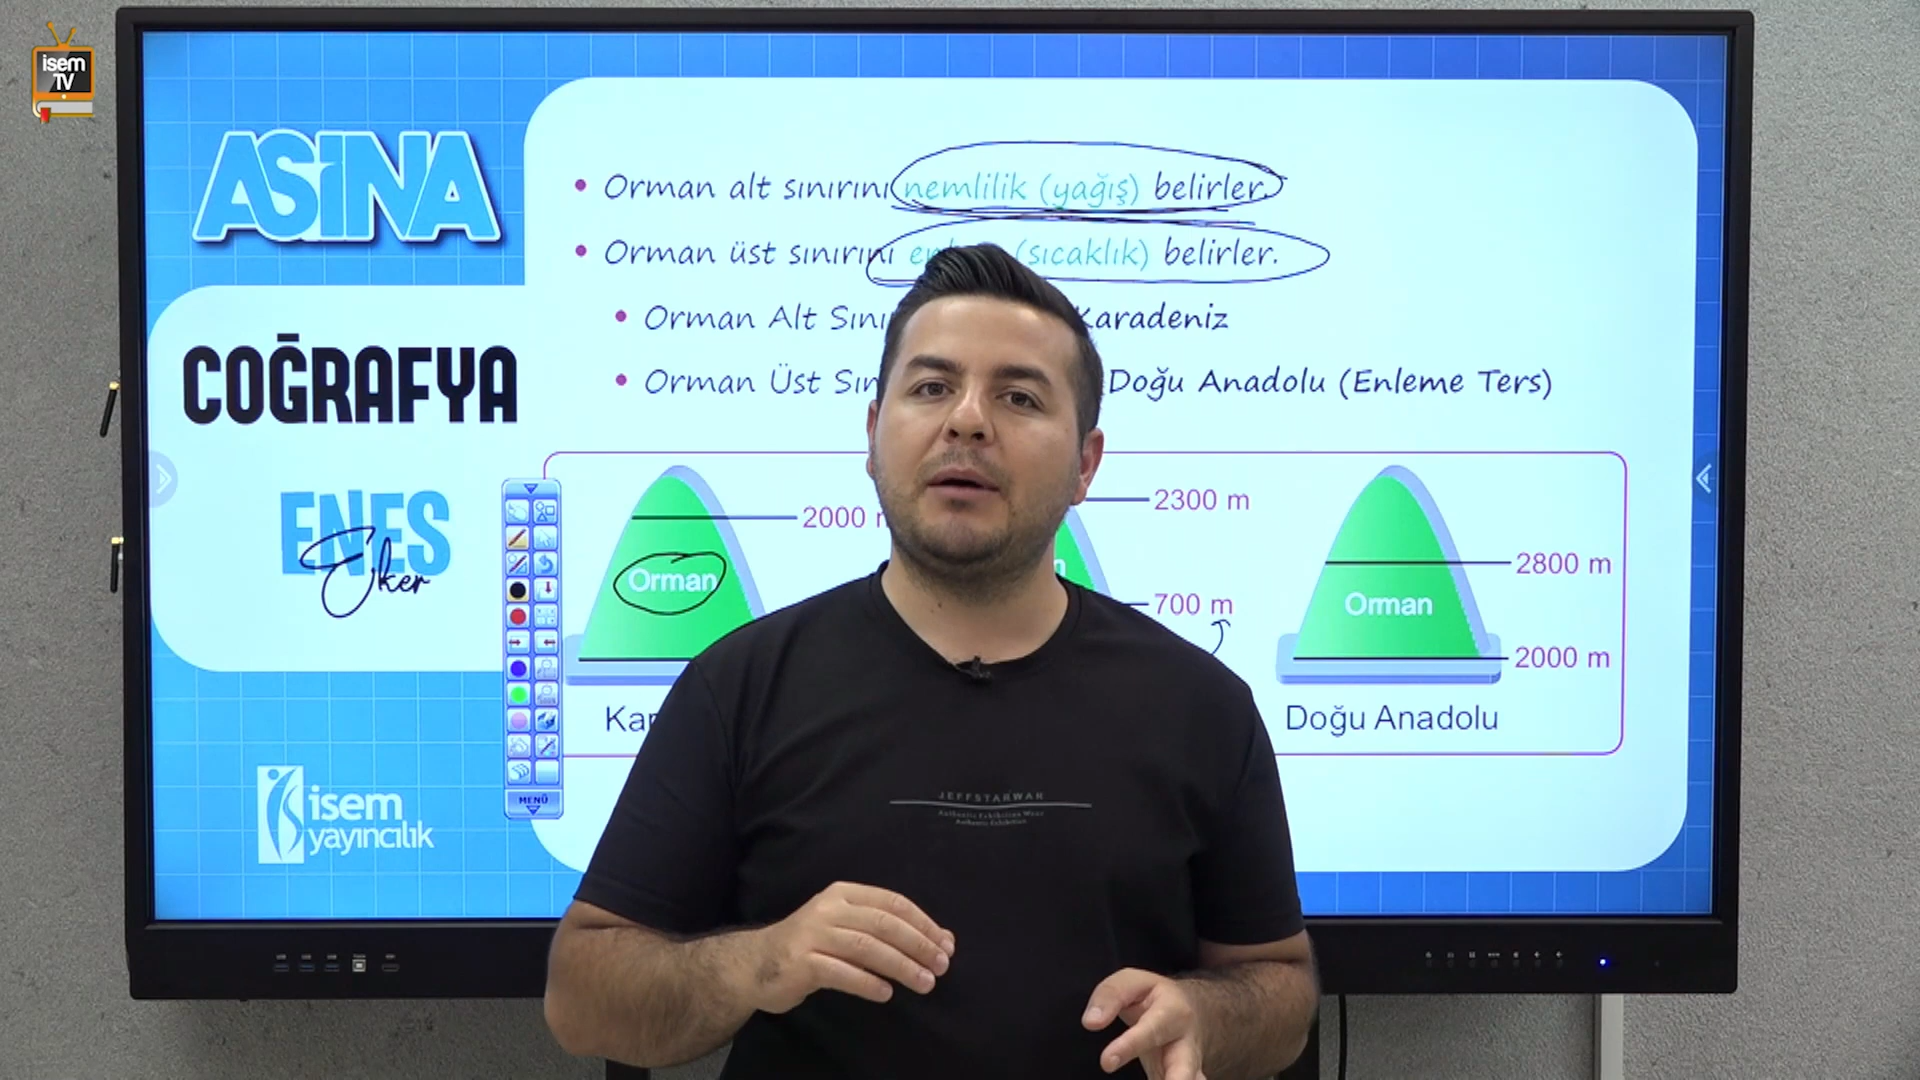 isem
TV
ASİNA
COĞRAFYA
ENES
Eker
isem
yayıncılık
• Orman alt sınırını nemlilik (yağış) belirler.
• Orman üst sınırını (sıcaklık) belirler.
• Orman Alt Karadeniz
• Orman Üst Doğu Anadolu (Enleme Ters)
2000
Orman
2300 m
700 m
2800 m
Orman
2000 m
Doğu Anadolu
MENÜ
JEFFSTARWAR